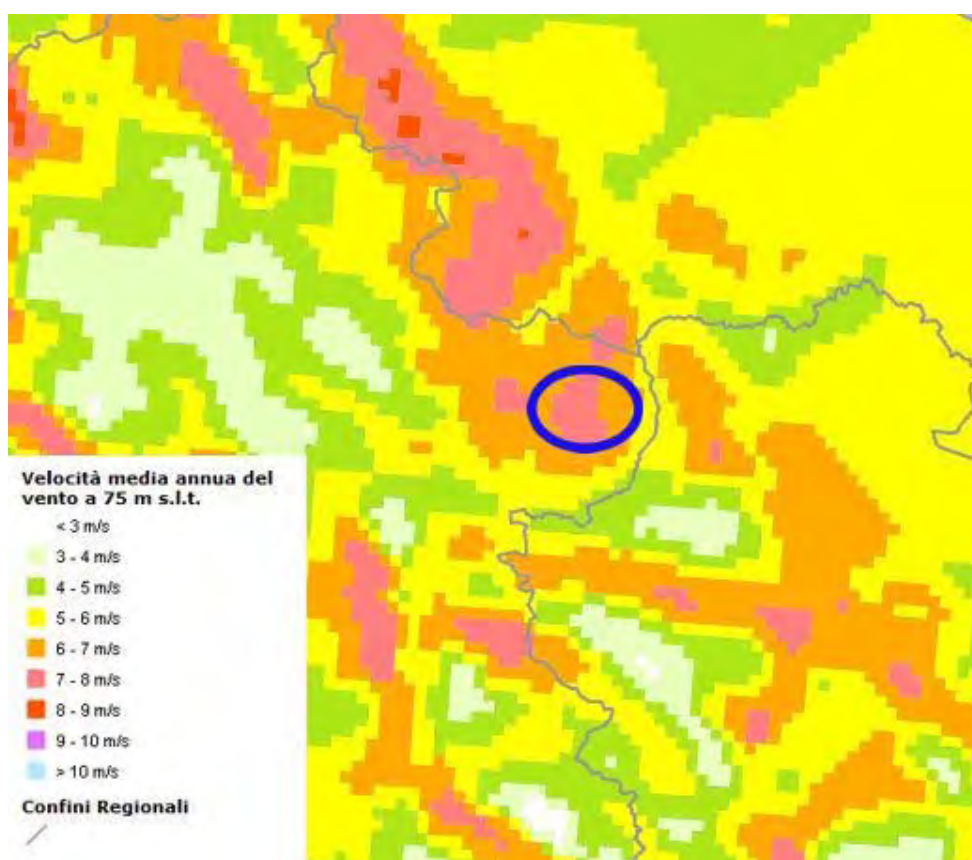 Velocità media annua del
vento a 75 m s.l.t.
< 3 m/s
3 - 4 m/s
4 - 5 m/s
5 - 6 m/s
6 - 7 m/s
7 - 8 m/s
8 - 9 m/s
9 - 10 m/s
> 10 m/s
Confini Regionali